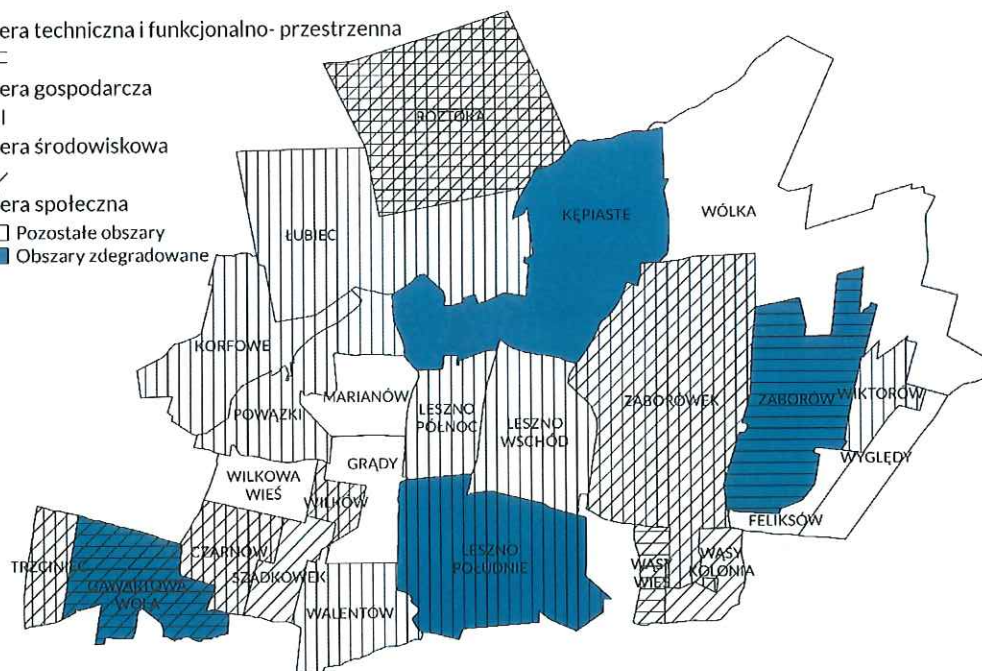 era techniczna i funkcjonalno- przestrzenna
era gospodarcza
era środowiskowa
era społeczna
Pozostałe obszary
Obszary zdegradowane
ROZTOKA
KĘPIASTE
WÓLKA
ŁUBIEC
KORFOWE
MARIANÓW
POWĄZKI
LESZNO
PÓŁNOC
LESZNO
WSCHÓD
ZABORÓWEK
ZABORÓW
WIKTORÓW
WYGLĘDY
GRĄDY
WILKOWA
WIEŚ
WILKÓW
FELIKSÓW
CZARNÓW
LESZNO
POŁUDNIE
WĄSY
WIEŚ
WĄSY
KOLONIA
TRZCINIEC
GAWARTOWA
WOLA
SZADKÓWEK
WALENTÓW